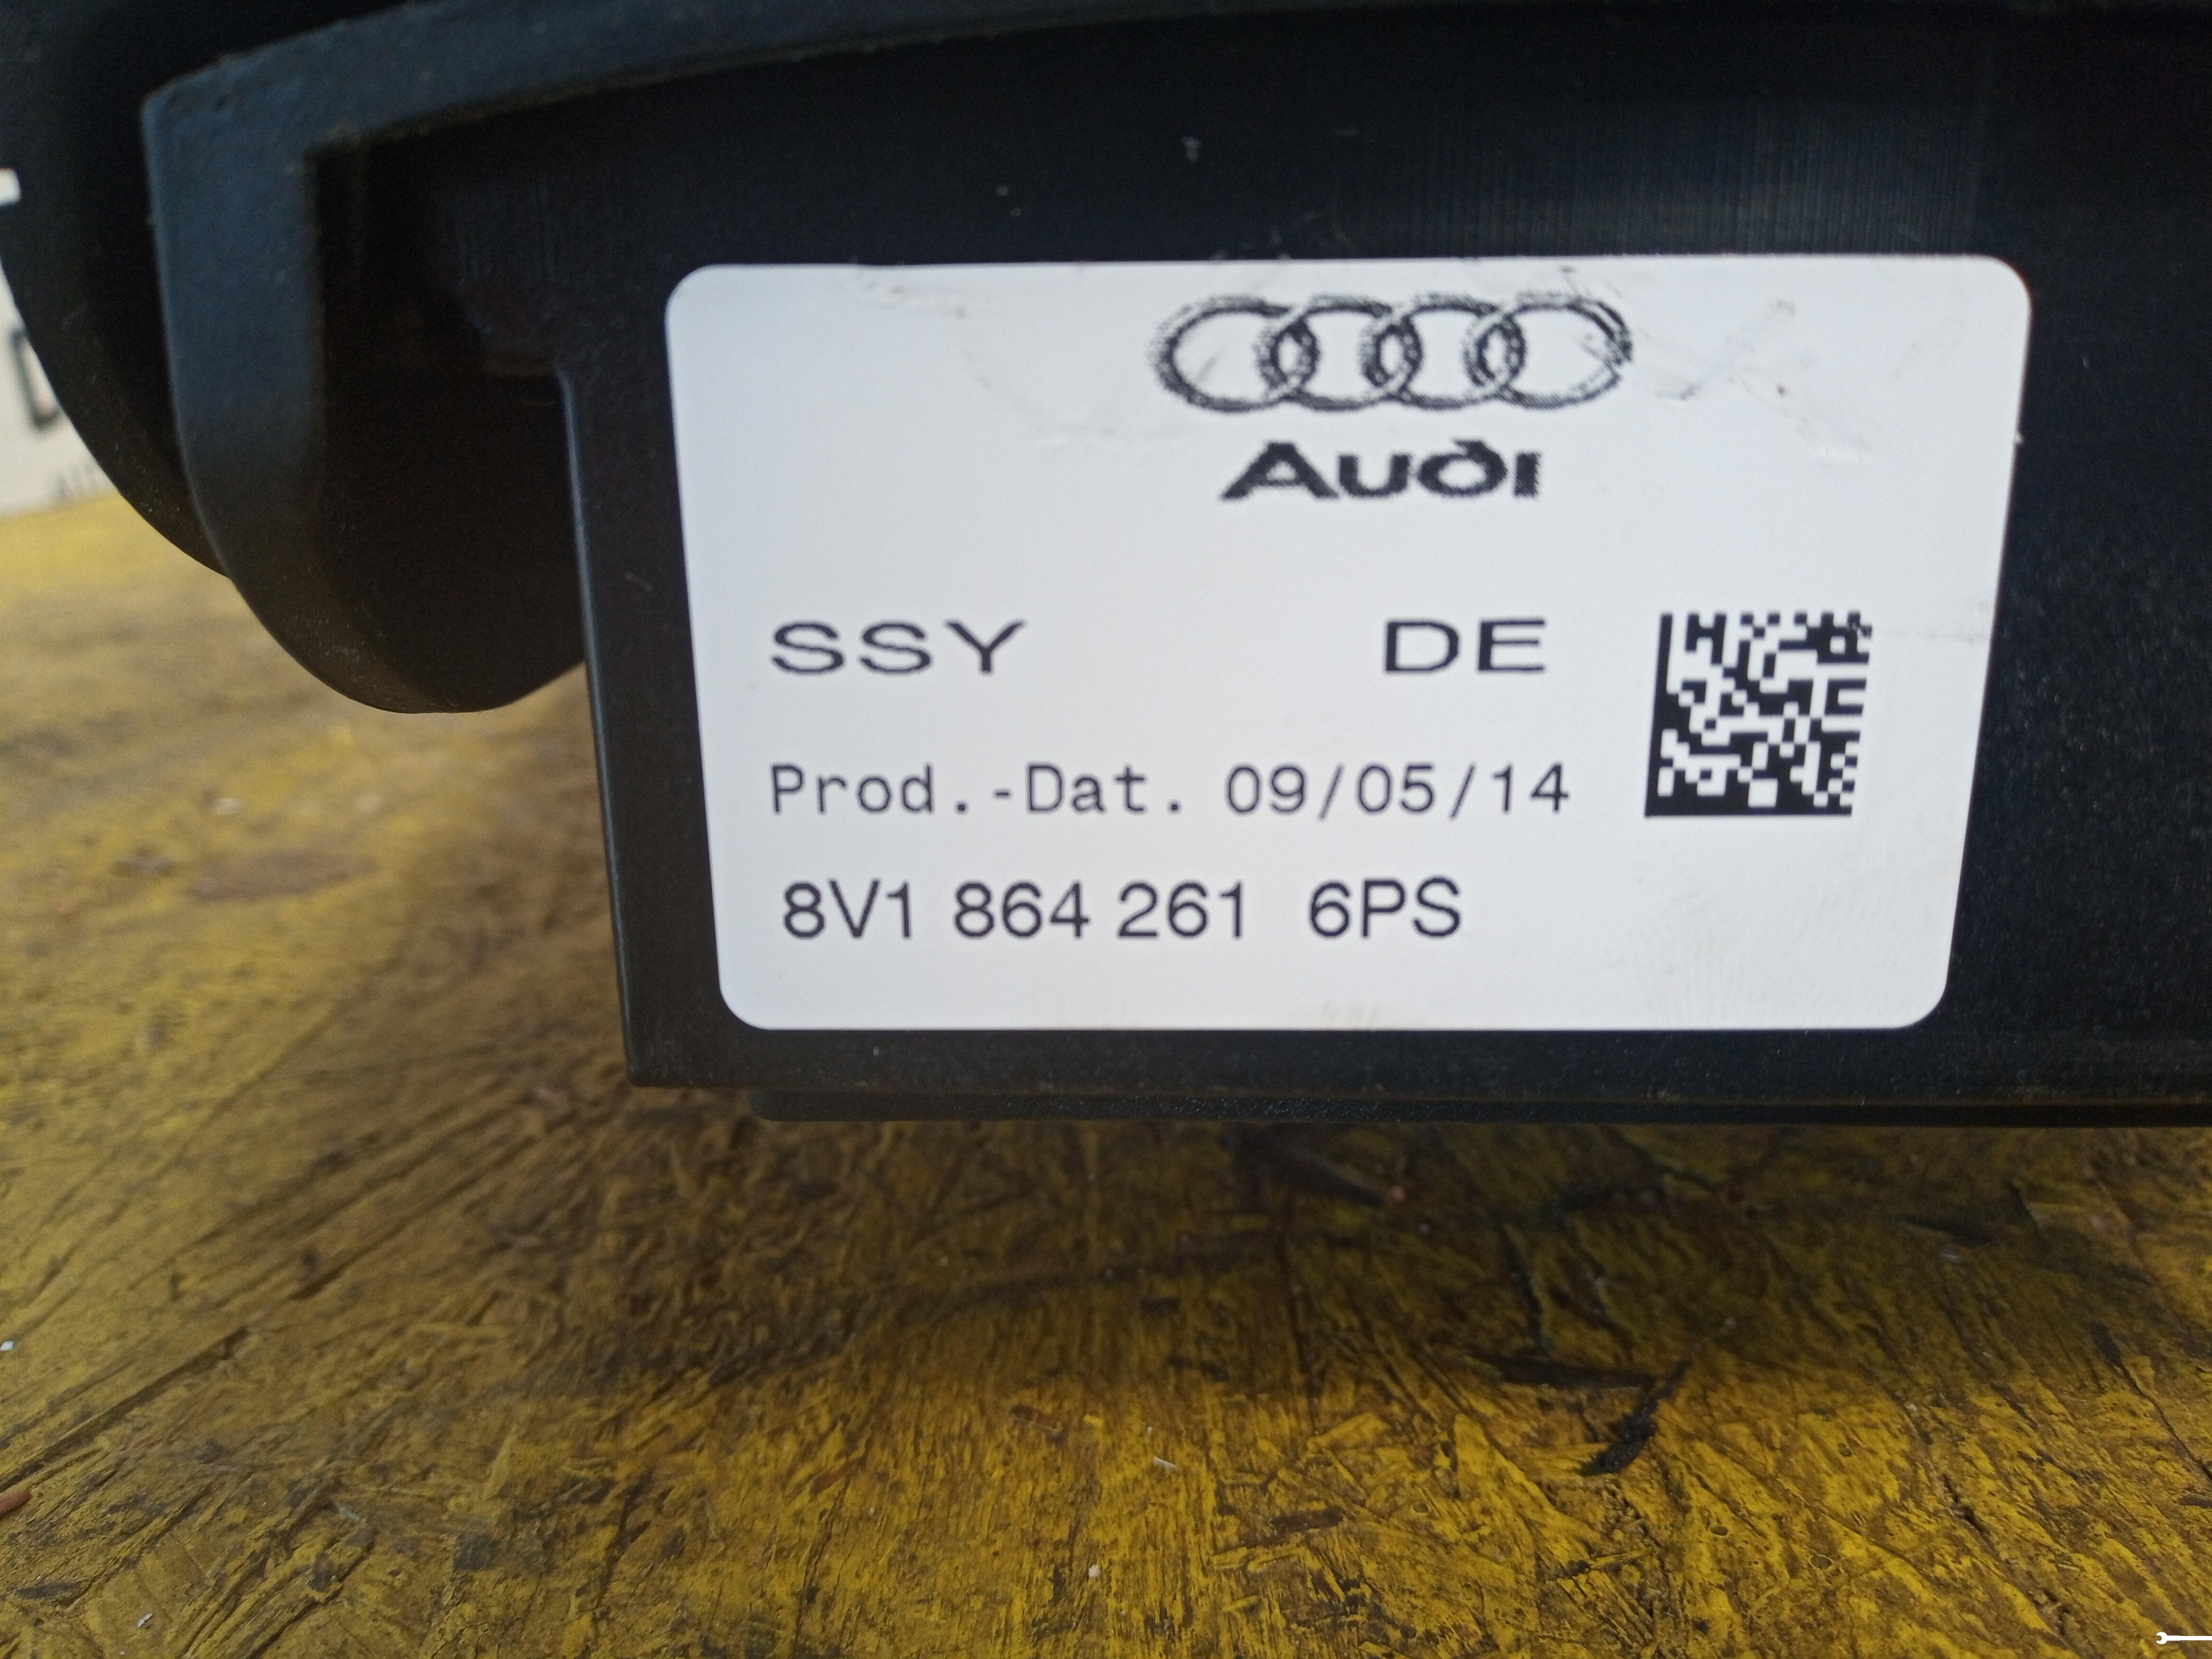 Audi
SSY DE
Prod.-Dat. 09/05/14
8V1 864 261 6PS